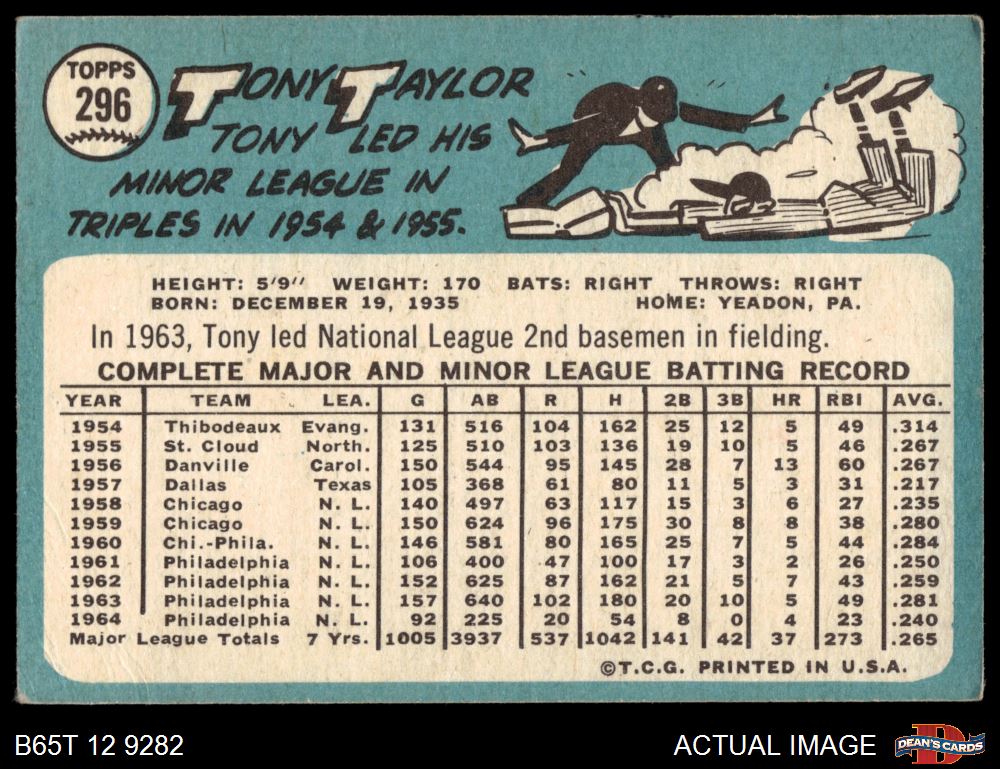 TOPPS
296
TONY TAYLOR
TONY LED HIS
MINOR LEAGUE IN
TRIPLES IN 1954 & 1955.
HEIGHT: 5'9" WEIGHT: 170 BATS: RIGHT THROWS: RIGHT
BORN: DECEMBER 19, 1935 HOME: YEADON, PA.
In 1963, Tony led National League 2nd basemen in fielding.
COMPLETE MAJOR AND MINOR LEAGUE BATTING RECORD
YEAR TEAM LEA. G AB R H 2B 3B HR RBI AVG.
1954 Thibodeaux Evang. 131 516 104 162 25 12 5 49 .314
1955 St. Cloud North. 125 510 103 136 19 10 5 46 .267
1956 Danville Carol. 150 544 95 145 28 7 13 60 .267
1957 Dallas Texas 105 368 61 80 11 5 3 31 .217
1958 Chicago N. L. 140 497 63 117 15 3 6 27 .235
1959 Chicago N. L. 150 624 96 175 30 8 8 38 .280
1960 Chi.-Phila. N. L. 146 581 80 165 25 7 5 44 .284
1961 Philadelphia N. L. 106 400 47 100 17 3 2 26 .250
1962 Philadelphia N. L. 152 625 87 162 21 5 7 43 .259
1963 Philadelphia N. L. 157 640 102 180 20 10 5 49 .281
1964 Philadelphia N. L. 92 225 20 54 8 0 4 23 .240
Major League Totals 7 Yrs. 1005 3937 537 1042 141 42 37 273 .265
©T.C.G. PRINTED IN U.S.A.
B65T 12 9282 ACTUAL IMAGE D DEAN'S CARDS